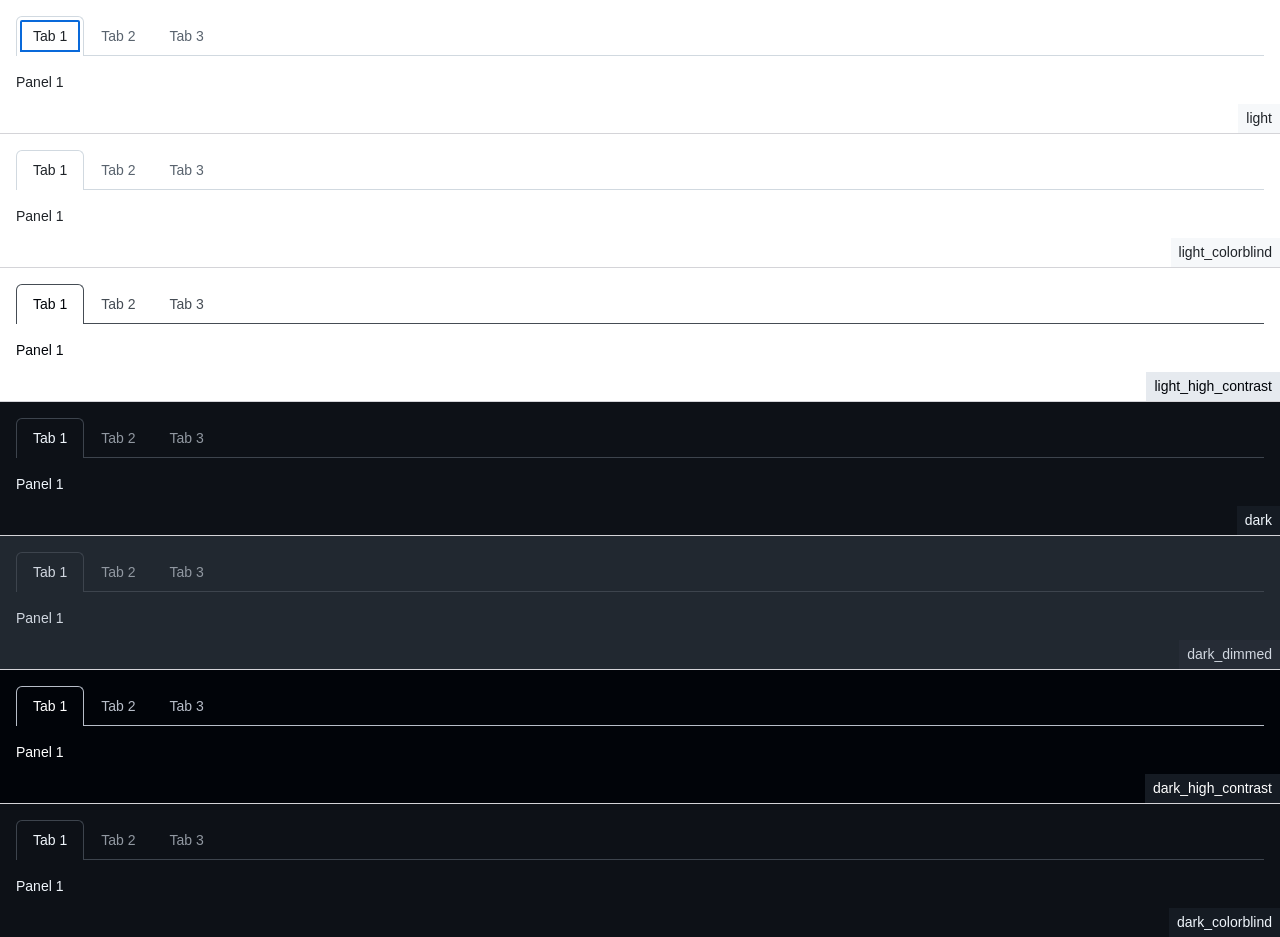 Tab 1 Tab 2 Tab 3
Panel 1
light
Tab 1 Tab 2 Tab 3
Panel 1
light_colorblind
Tab 1 Tab 2 Tab 3
Panel 1
light_high_contrast
Tab 1 Tab 2 Tab 3
Panel 1
dark
Tab 1 Tab 2 Tab 3
Panel 1
dark_dimmed
Tab 1 Tab 2 Tab 3
Panel 1
dark_high_contrast
Tab 1 Tab 2 Tab 3
Panel 1
dark_colorblind